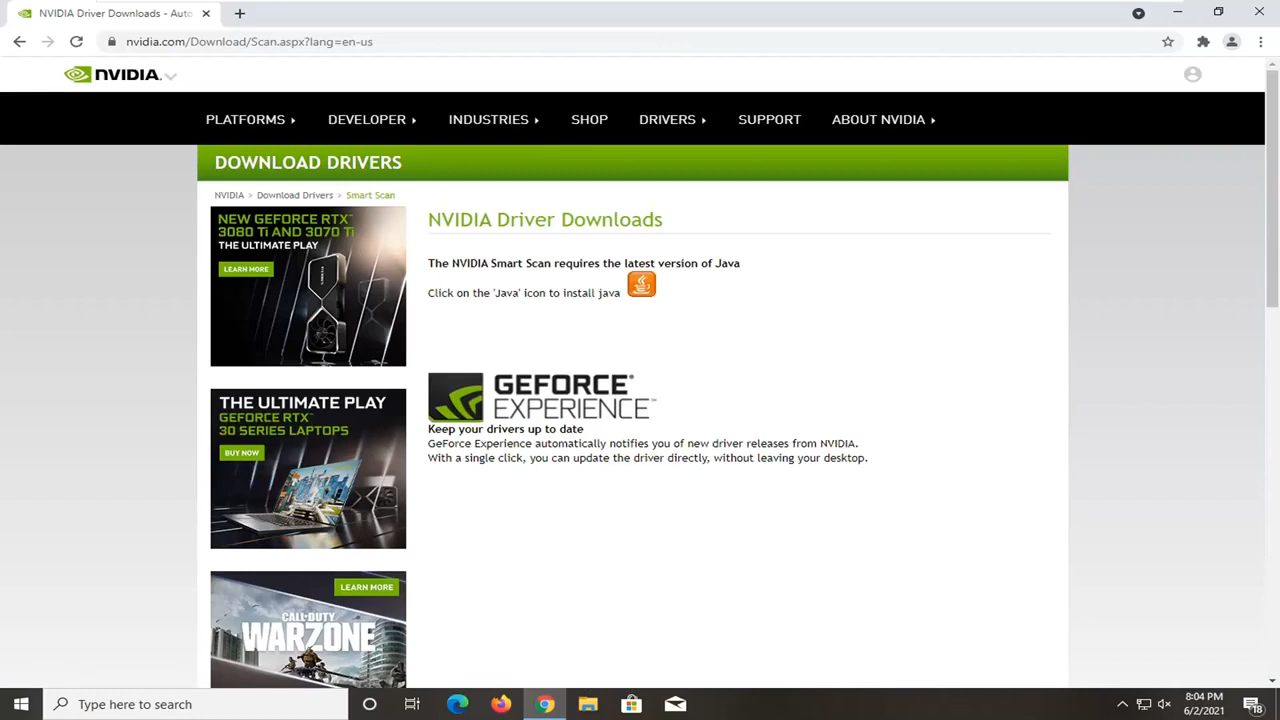 NVIDIA Driver Downloads - Auto
nvidia.com/Download/Scan.aspx?lang=en-us
NVIDIA.
PLATFORMS DEVELOPER INDUSTRIES SHOP DRIVERS SUPPORT ABOUT NVIDIA
DOWNLOAD DRIVERS
NVIDIA > Download Drivers > Smart Scan
NEW GEFORCE RTX™
3080 Ti AND 3070 Ti
THE ULTIMATE PLAY
LEARN MORE
NVIDIA Driver Downloads
The NVIDIA Smart Scan requires the latest version of Java
Click on the 'Java' icon to install java
GEFORCE®
EXPERIENCE™
Keep your drivers up to date
GeForce Experience automatically notifies you of new driver releases from NVIDIA.
With a single click, you can update the driver directly, without leaving your desktop.
THE ULTIMATE PLAY
GEFORCE RTX™
30 SERIES LAPTOPS
BUY NOW
LEARN MORE
CALL OF DUTY
WARZONE
Type here to search
8:04 PM
6/2/2021
18